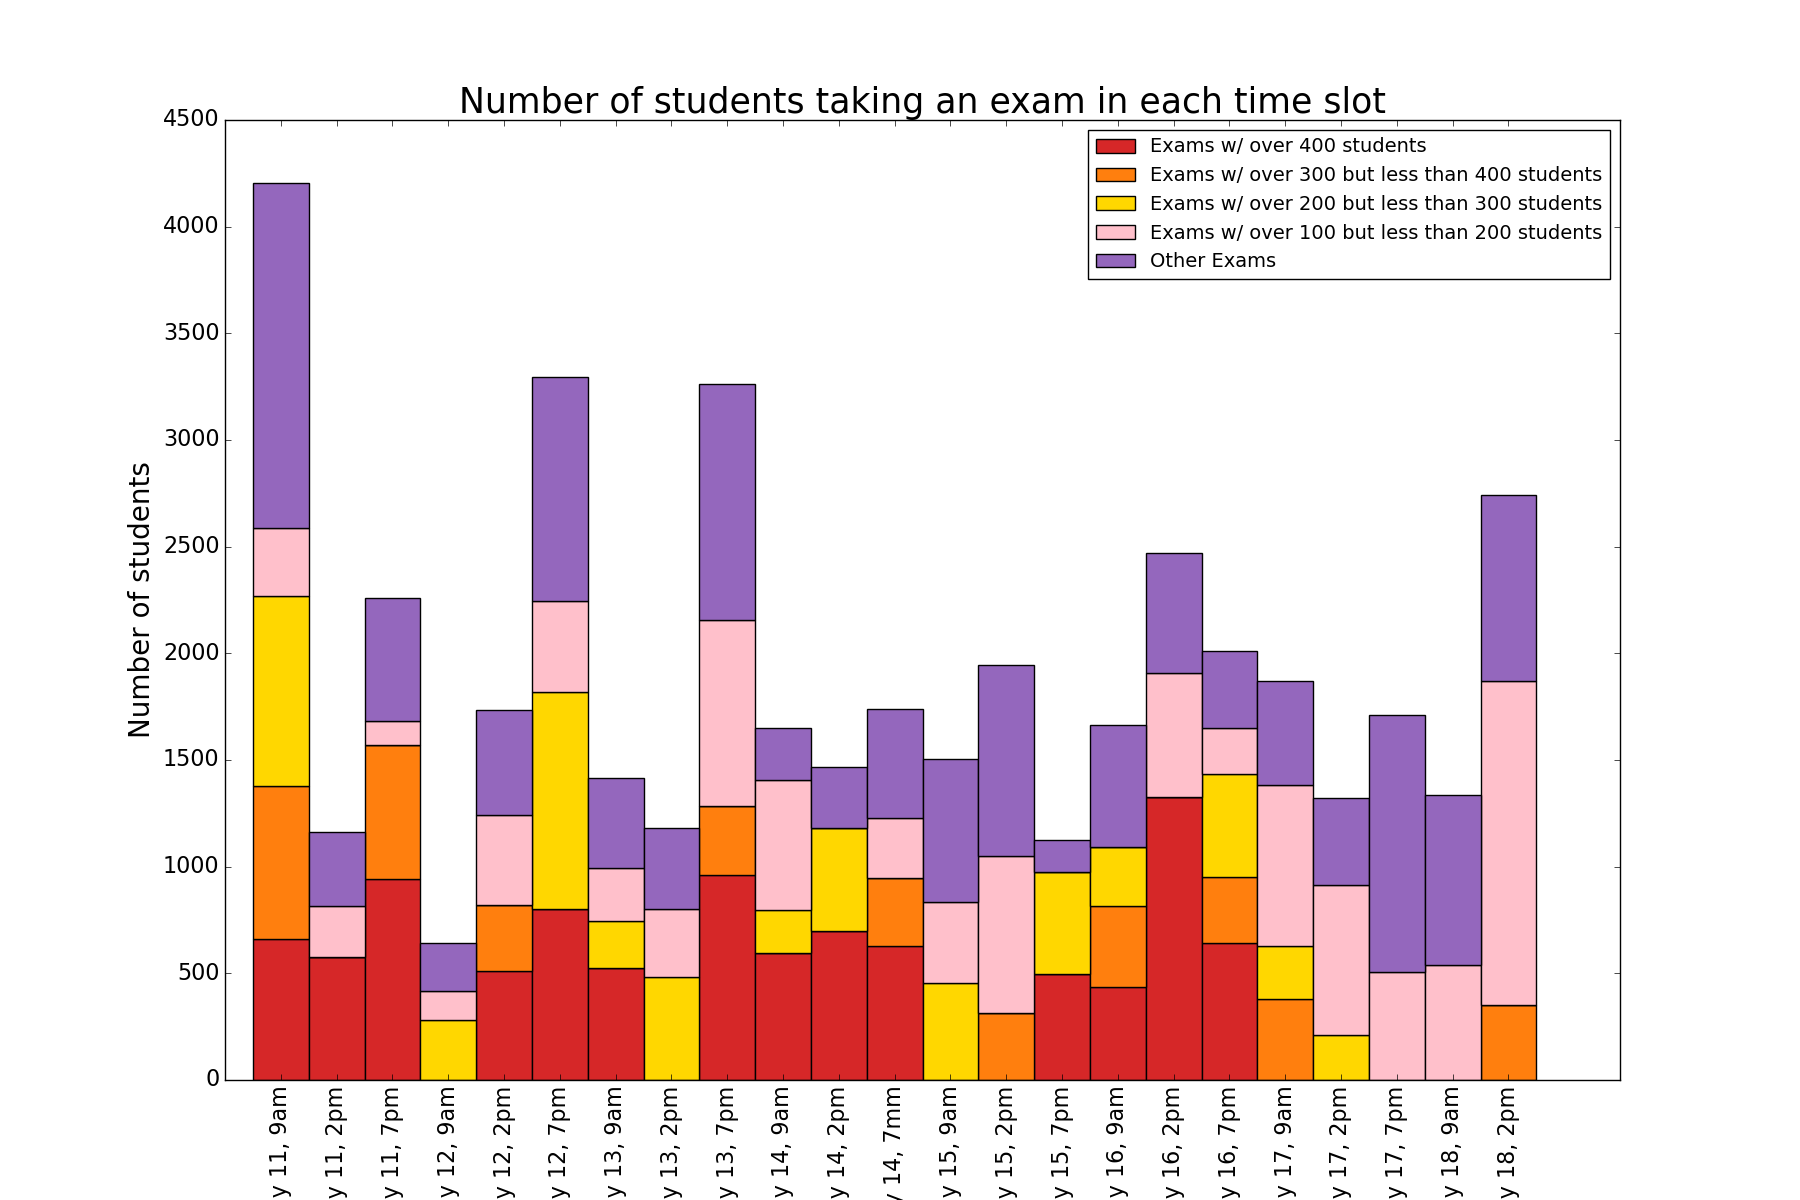 Number of students taking an exam in each time slot
4500
4000
3500
3000
2500
2000
1500
1000
500
0
Number of students
Exams w/ over 400 students
Exams w/ over 300 but less than 400 students
Exams w/ over 200 but less than 300 students
Exams w/ over 100 but less than 200 students
Other Exams
y 11, 9am
y 11, 2pm
y 11, 7pm
y 12, 9am
y 12, 2pm
y 12, 7pm
y 13, 9am
y 13, 2pm
y 13, 7pm
y 14, 9am
y 14, 2pm
y 14, 7mm
y 15, 9am
y 15, 2pm
y 15, 7pm
y 16, 9am
y 16, 2pm
y 16, 7pm
y 17, 9am
y 17, 2pm
y 17, 7pm
y 18, 9am
y 18, 2pm